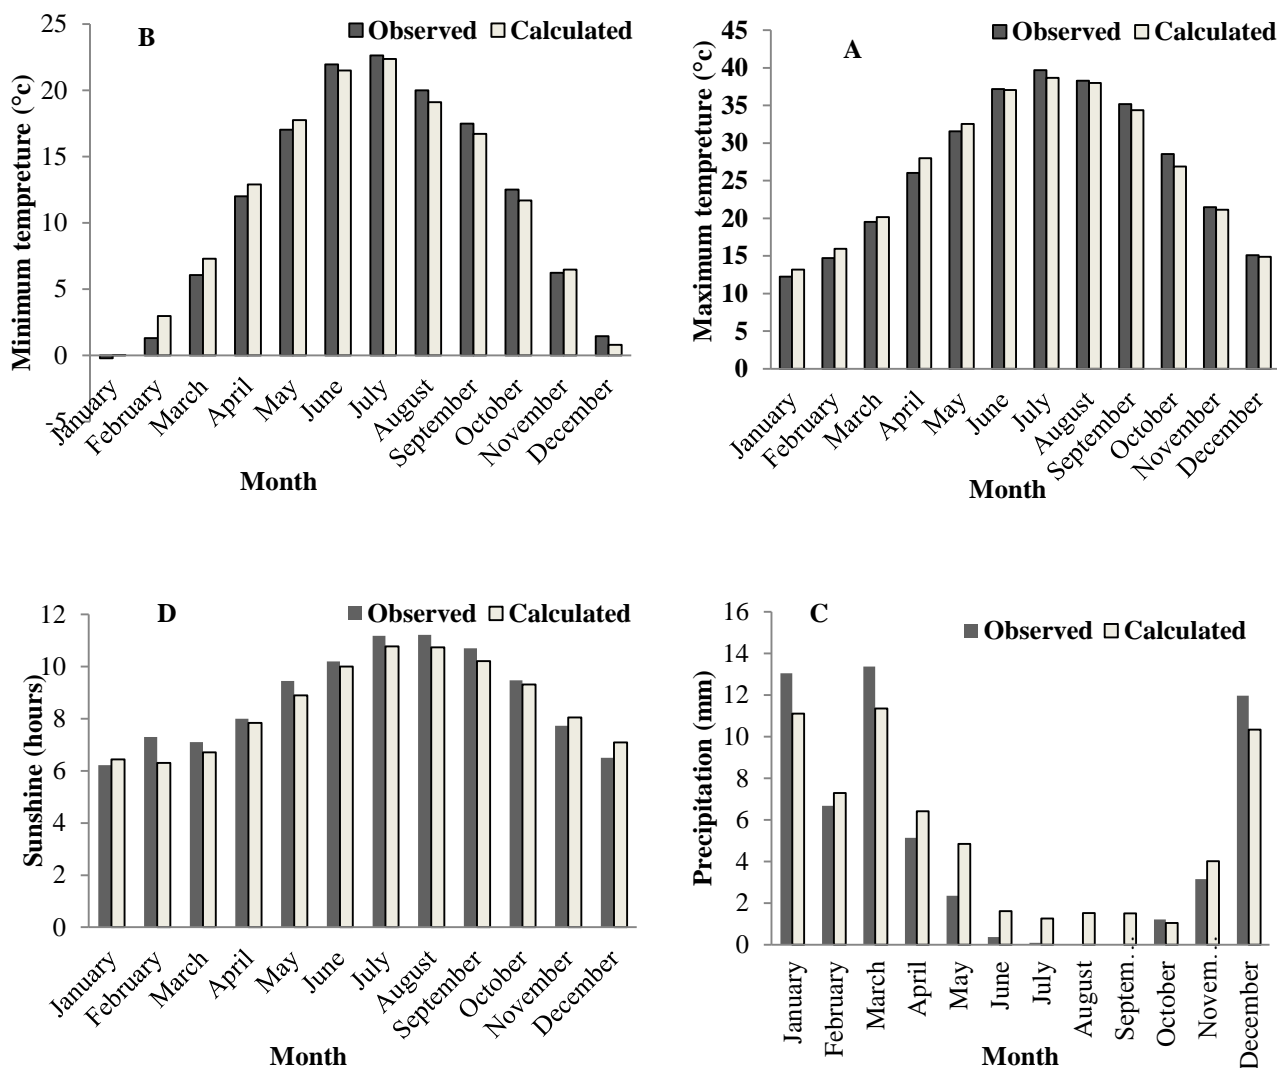 B
Observed Calculated
Minimum tempreture (°c)
25
20
15
10
5
0
-5
January
February
March
April
May
June
July
August
September
October
November
December
Month
A
Observed Calculated
Maximum tempreture (°c)
45
40
35
30
25
20
15
10
5
0
January
February
March
April
May
June
July
August
September
October
November
December
Month
D
Observed Calculated
Sunshine (hours)
12
10
8
6
4
2
0
January
February
March
April
May
June
July
August
September
October
November
December
Month
C
Observed Calculated
Precipitation (mm)
16
14
12
10
8
6
4
2
0
January
February
March
April
May
June
July
August
Septem…
October
Novem…
December
Month